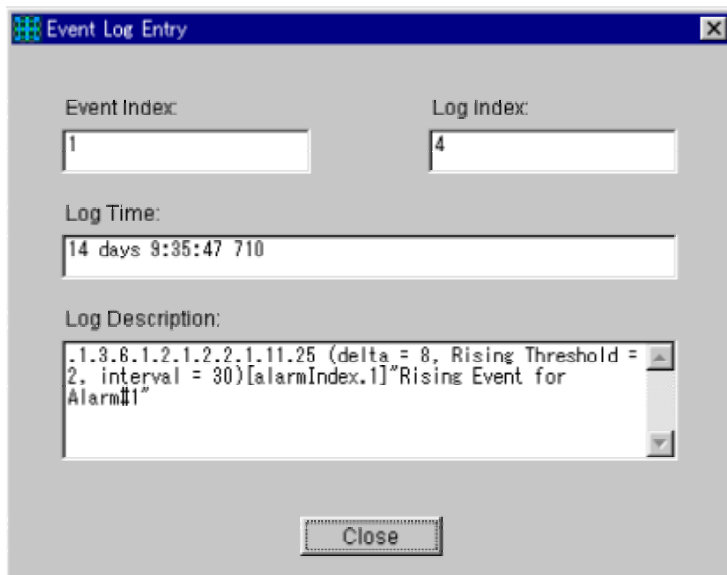 Event Log Entry
Event Index: Log Index:
1 4
Log Time:
14 days 9:35:47 710
Log Description:
.1.3.6.1.2.1.2.2.1.11.25 (delta = 8, Rising Threshold =
2, interval = 30)[alarmIndex.1]"Rising Event for
Alarm#1"
Close